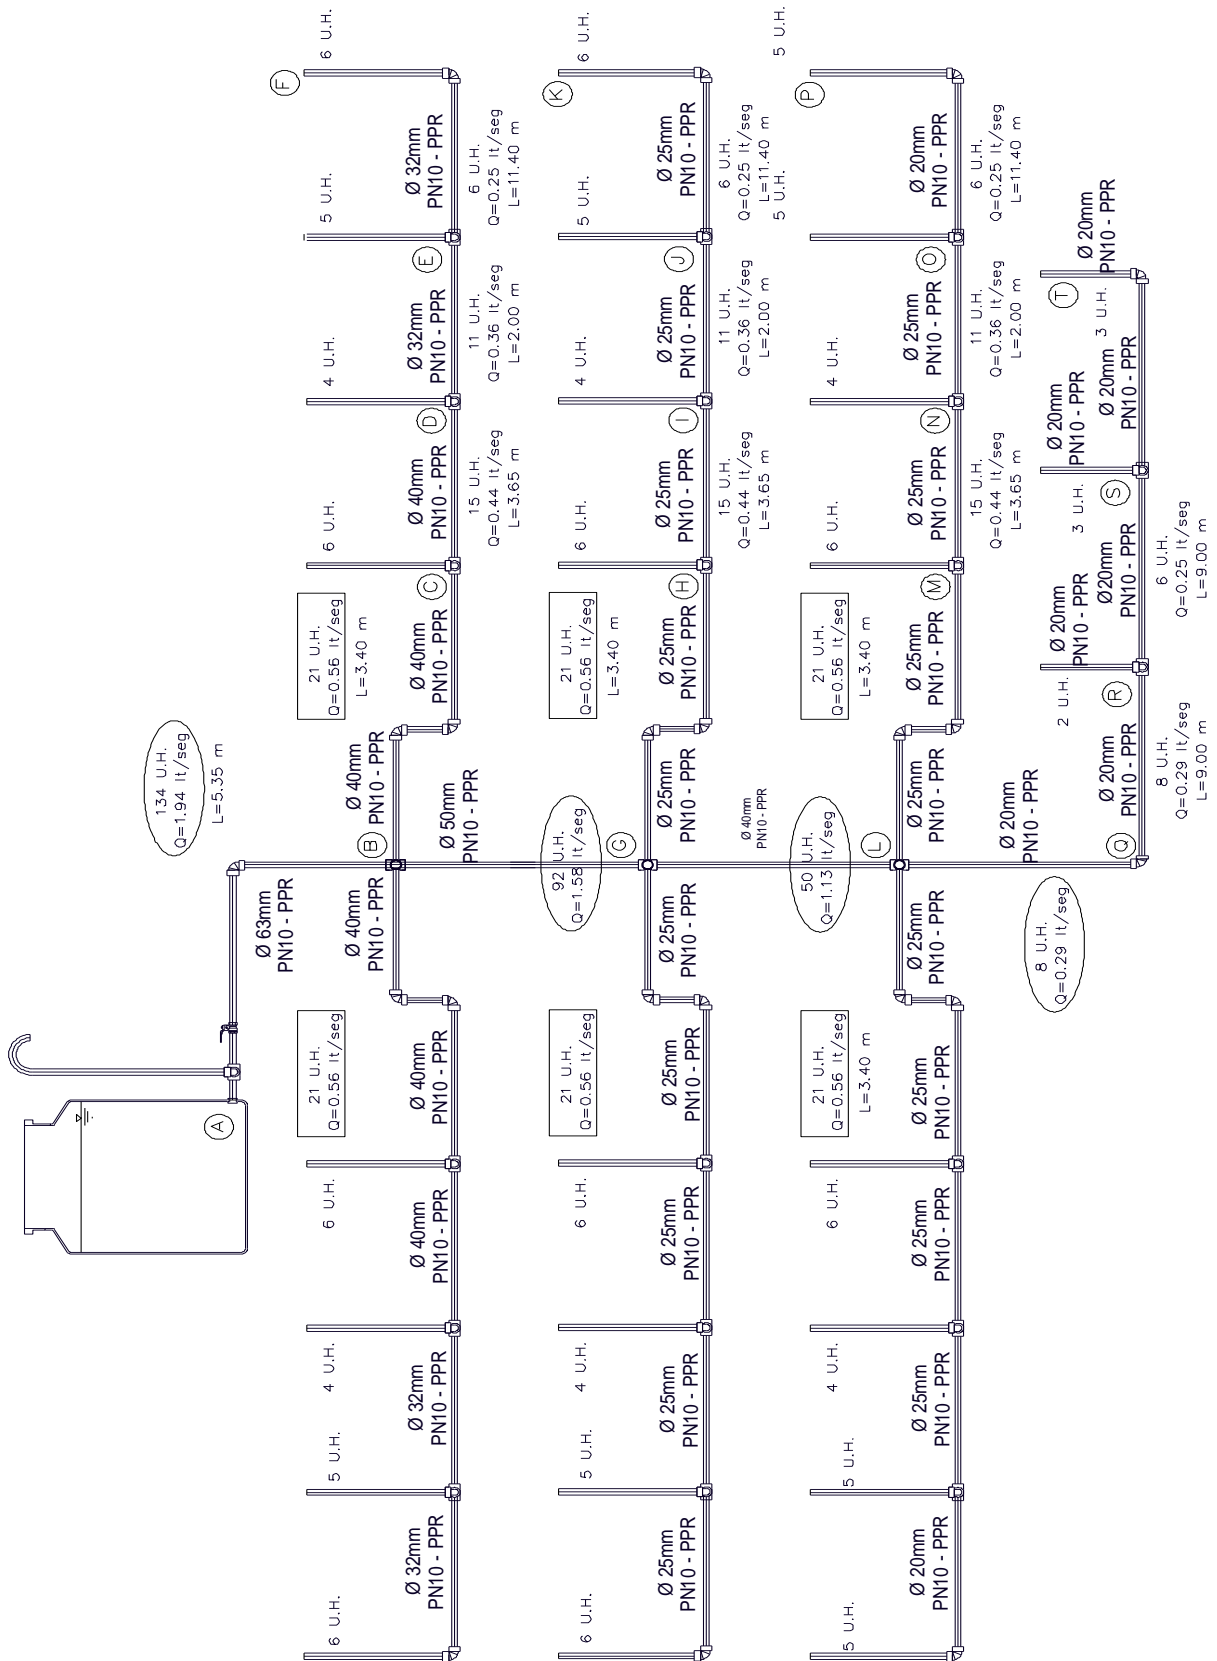 134 U.H.
Q=1.94 lt/seg
L=5.35 m
A
Ø 63mm
PN10 - PPR
B
Ø 40mm
PN10 - PPR
Ø 40mm
PN10 - PPR
Ø 50mm
PN10 - PPR
6 U.H.
5 U.H.
4 U.H.
6 U.H.
21 U.H.
Q=0.56 lt/seg
21 U.H.
Q=0.56 lt/seg
L=3.40 m
6 U.H.
4 U.H.
5 U.H.
6 U.H.
F
Ø 32mm
PN10 - PPR
Ø 32mm
PN10 - PPR
Ø 40mm
PN10 - PPR
Ø 40mm
PN10 - PPR
Ø 40mm
PN10 - PPR
C
Ø 40mm
PN10 - PPR
D
Ø 32mm
PN10 - PPR
E
Ø 32mm
PN10 - PPR
15 U.H.
Q=0.44 lt/seg
L=3.65 m
11 U.H.
Q=0.36 lt/seg
L=2.00 m
6 U.H.
Q=0.25 lt/seg
L=11.40 m
92 U.H.
Q=1.58 lt/seg
G
6 U.H.
5 U.H.
4 U.H.
6 U.H.
21 U.H.
Q=0.56 lt/seg
21 U.H.
Q=0.56 lt/seg
L=3.40 m
6 U.H.
4 U.H.
5 U.H.
6 U.H.
K
Ø 25mm
PN10 - PPR
Ø 25mm
PN10 - PPR
Ø 25mm
PN10 - PPR
Ø 25mm
PN10 - PPR
Ø 25mm
PN10 - PPR
Ø 25mm
PN10 - PPR
Ø 25mm
PN10 - PPR
H
Ø 25mm
PN10 - PPR
I
Ø 25mm
PN10 - PPR
J
Ø 25mm
PN10 - PPR
Ø 40mm
PN10 - PPR
15 U.H.
Q=0.44 lt/seg
L=3.65 m
11 U.H.
Q=0.36 lt/seg
L=2.00 m
6 U.H.
Q=0.25 lt/seg
L=11.40 m
5 U.H.
5 U.H.
50 U.H.
Q=1.13 lt/seg
L
5 U.H.
5 U.H.
4 U.H.
6 U.H.
21 U.H.
Q=0.56 lt/seg
L=3.40 m
21 U.H.
Q=0.56 lt/seg
L=3.40 m
6 U.H.
4 U.H.
P
Ø 20mm
PN10 - PPR
Ø 25mm
PN10 - PPR
Ø 25mm
PN10 - PPR
Ø 25mm
PN10 - PPR
Ø 25mm
PN10 - PPR
Ø 25mm
PN10 - PPR
Ø 25mm
PN10 - PPR
M
Ø 25mm
PN10 - PPR
N
Ø 25mm
PN10 - PPR
O
Ø 20mm
PN10 - PPR
15 U.H.
Q=0.44 lt/seg
L=3.65 m
11 U.H.
Q=0.36 lt/seg
L=2.00 m
6 U.H.
Q=0.25 lt/seg
L=11.40 m
8 U.H.
Q=0.29 lt/seg
Ø 20mm
PN10 - PPR
2 U.H.
Ø 20mm
PN10 - PPR
3 U.H.
Ø 20mm
PN10 - PPR
3 U.H.
T
Ø 20mm
PN10 - PPR
Q
Ø 20mm
PN10 - PPR
R
Ø20mm
PN10 - PPR
S
Ø 20mm
PN10 - PPR
8 U.H.
Q=0.29 lt/seg
L=9.00 m
6 U.H.
Q=0.25 lt/seg
L=9.00 m